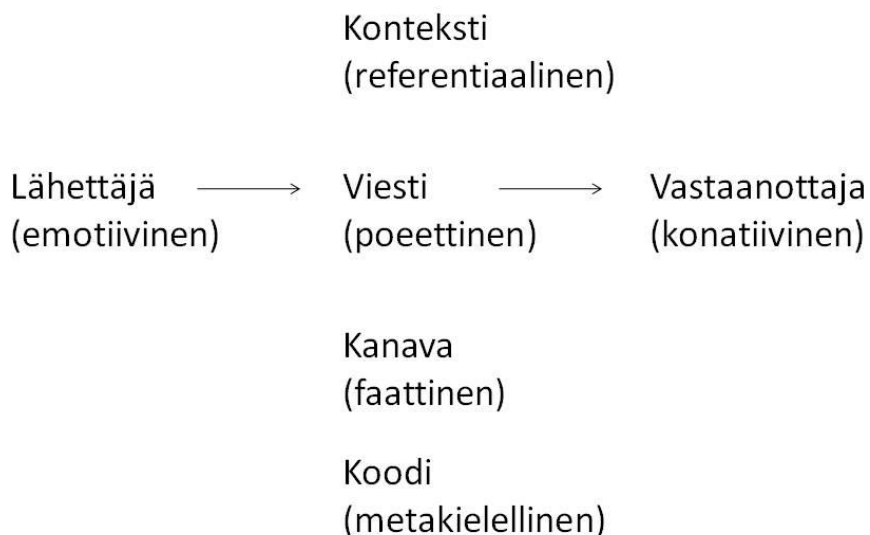 Konteksti
(referentiaalinen)
Lähettäjä
(emotiivinen)
Viesti
(poeettinen)
Vastaanottaja
(konatiivinen)
Kanava
(faattinen)
Koodi
(metakielellinen)